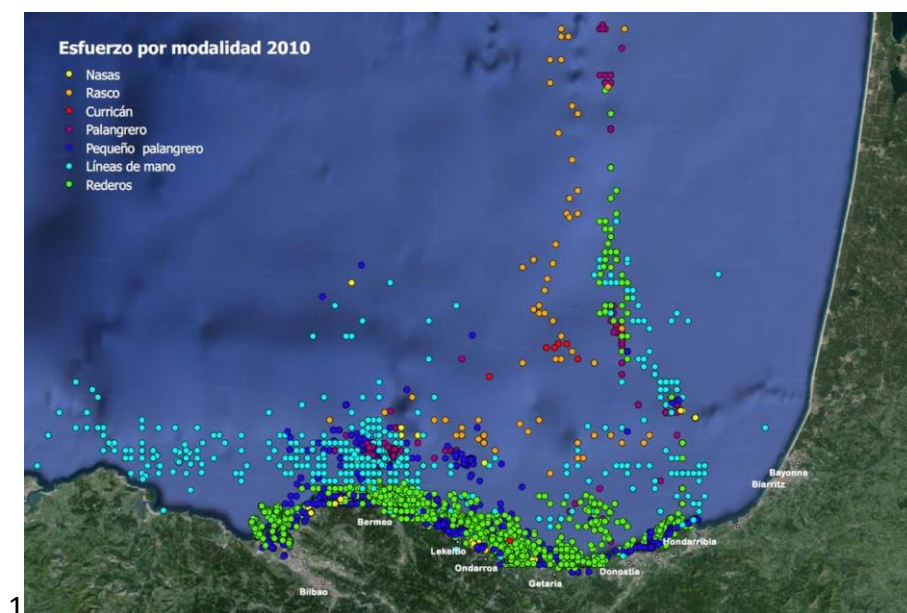 Esfuerzo por modalidad 2010
Nasas
Rasco
Curricán
Palangrero
Pequeño palangrero
Líneas de mano
Rederos
Bayonne
Biarritz
Bermeo
Hondarribia
Lekeitio
Ondarroa
Donostia
Getaria
Bilbao
1